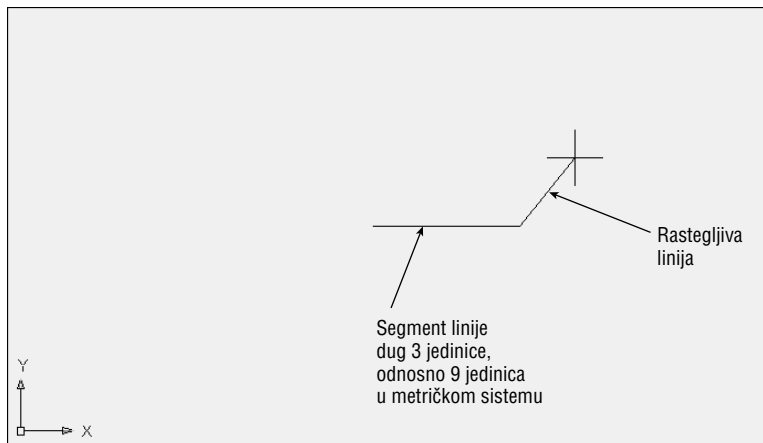 Rastegljiva
linija
Segment linije
dug 3 jedinice,
odnosno 9 jedinica
u metričkom sistemu
Y
X